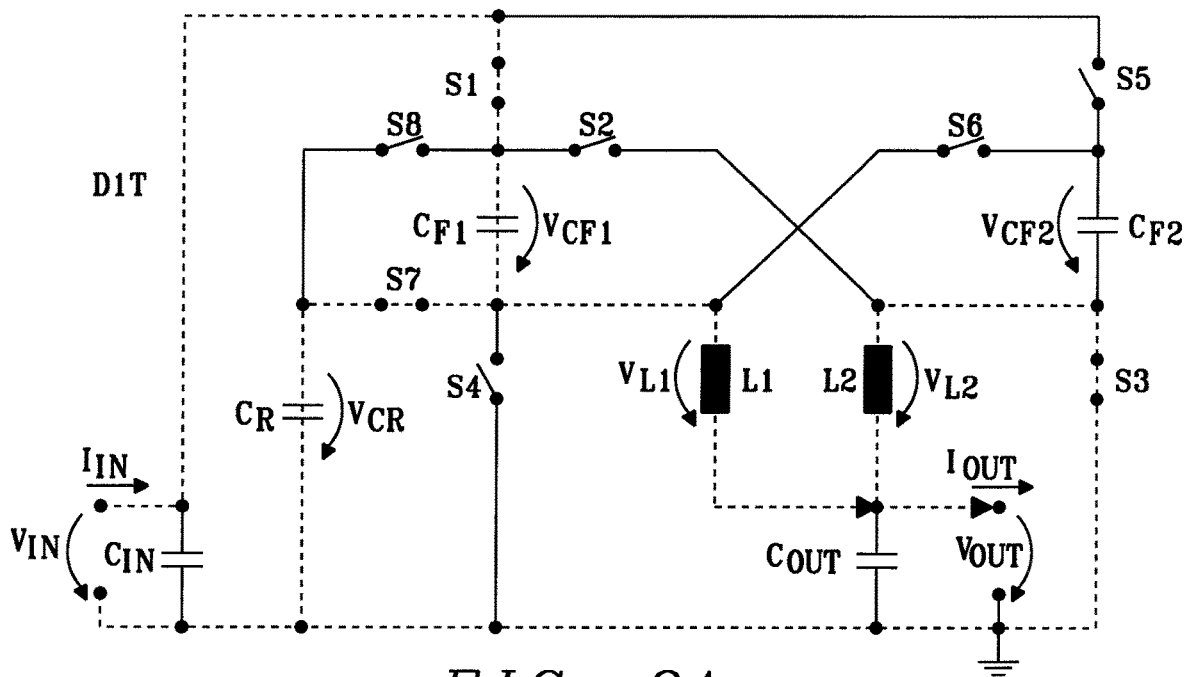 S1
S5
S8
S2
S6
D1T
CF1
VCF1
VCF2
CF2
S7
VL1
L1
L2
VL2
S3
S4
CR
VCR
IIN
IOUT
VIN
CIN
COUT
VOUT